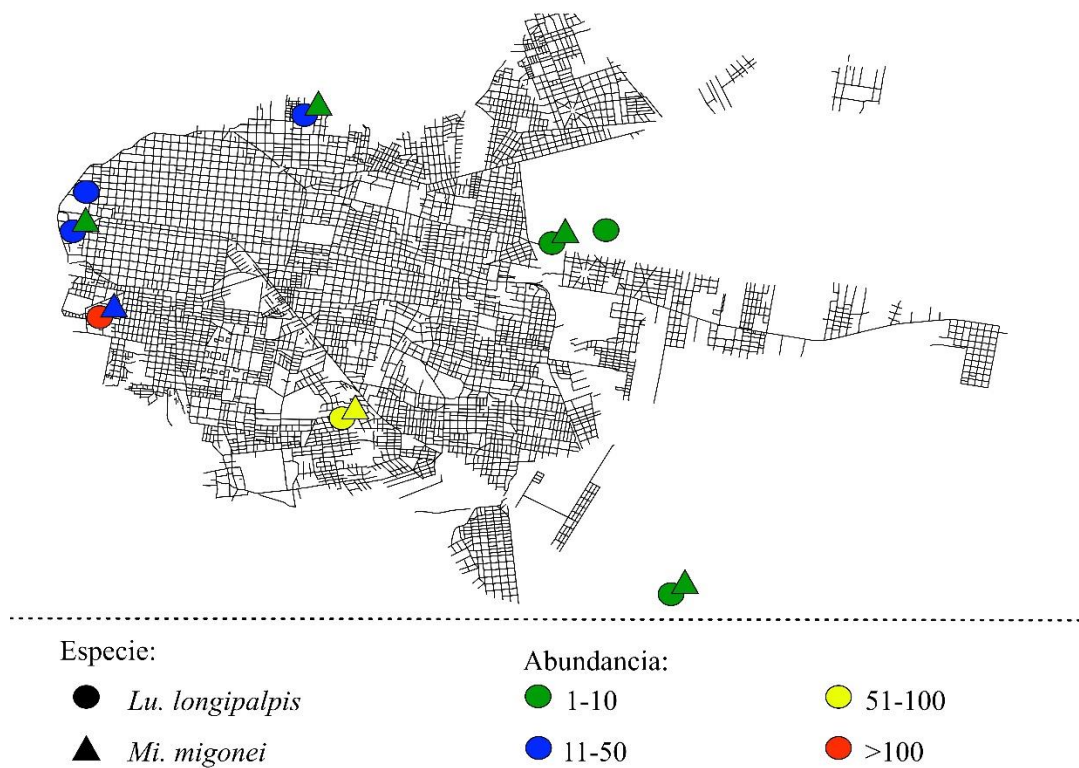 Especie:
Lu. longipalpis
Mi. migonei
Abundancia:
1-10
51-100
11-50
>100